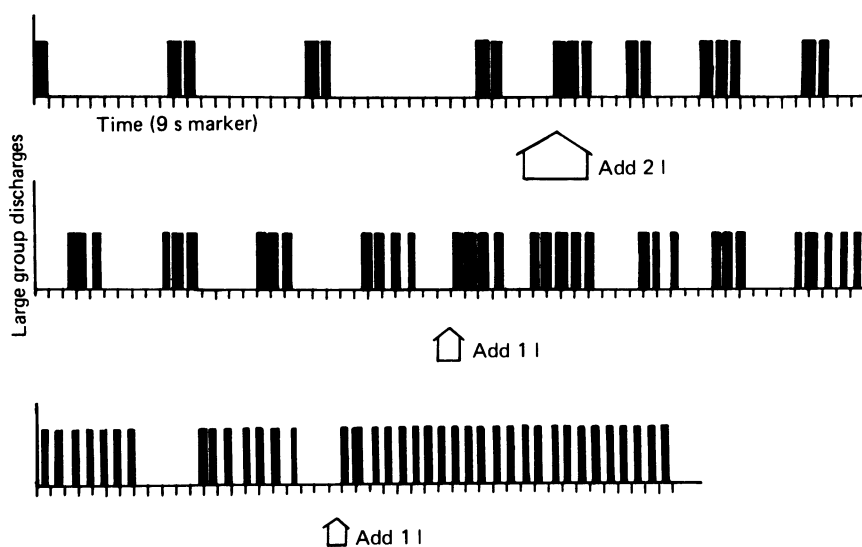 Time (9 s marker)
Add 2 l
Large group discharges
Add 1 l
Add 1 l